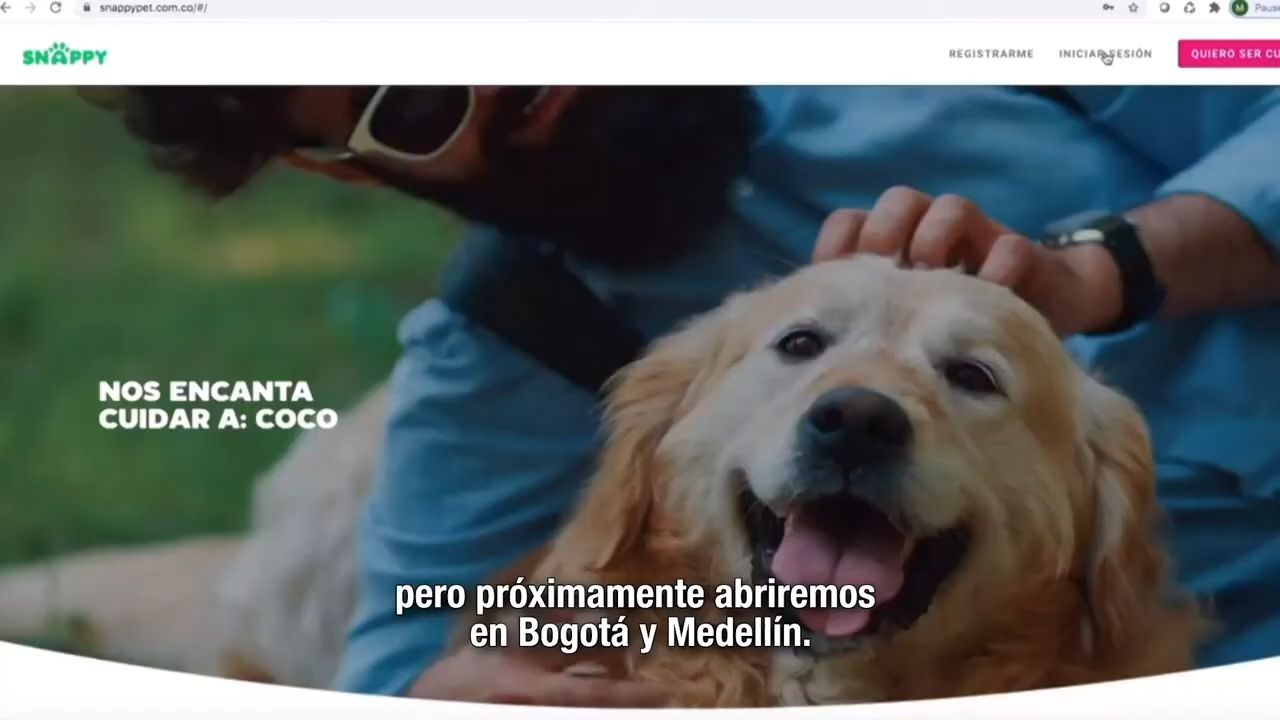 snappypet.com.co/#/
M
SNAPPY
REGISTRARME
INICIAR SESIÓN
QUIERO SER CU
NOS ENCANTA
CUIDAR A: COCO
pero próximamente abriremos
en Bogotá y Medellín.